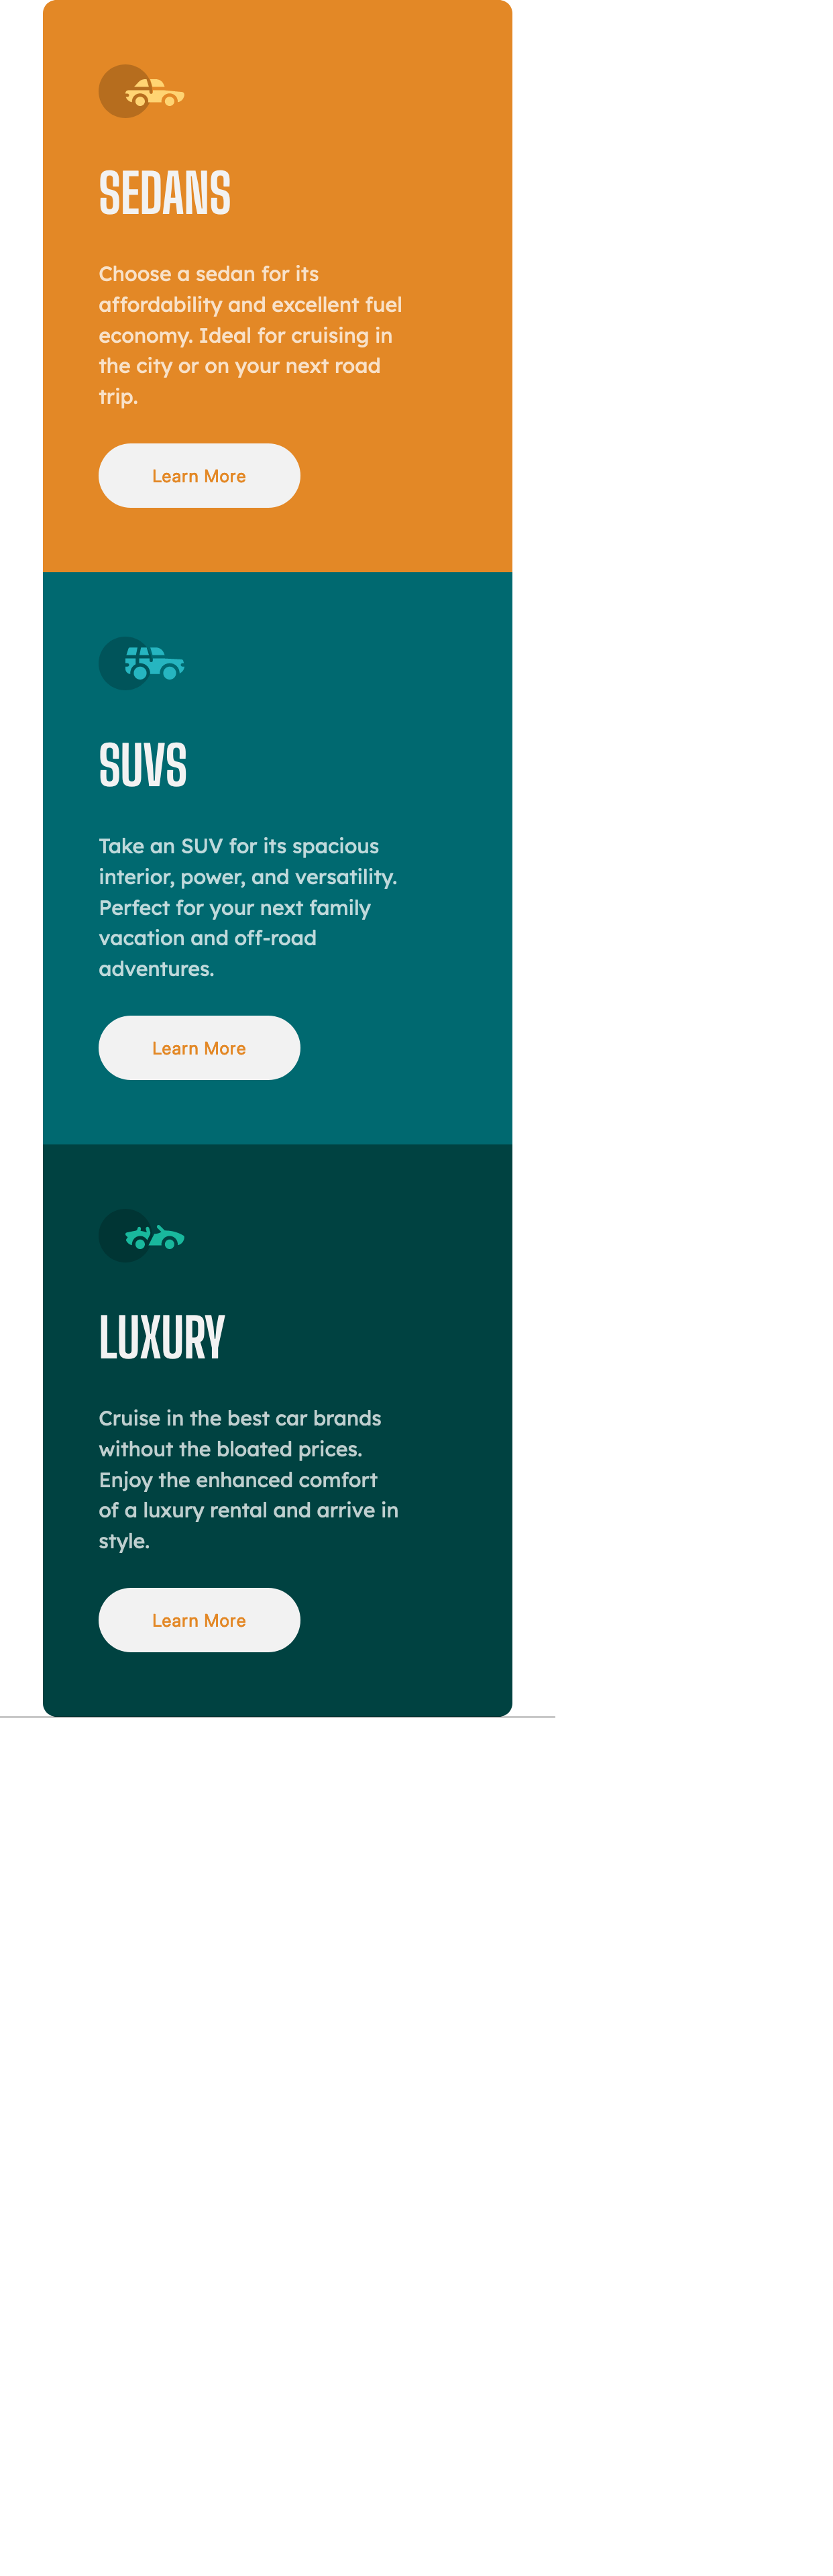 SEDANS
Choose a sedan for its
affordability and excellent fuel
economy. Ideal for cruising in
the city or on your next road
trip.
Learn More
SUVS
Take an SUV for its spacious
interior, power, and versatility.
Perfect for your next family
vacation and off-road
adventures.
Learn More
LUXURY
Cruise in the best car brands
without the bloated prices.
Enjoy the enhanced comfort
of a luxury rental and arrive in
style.
Learn More